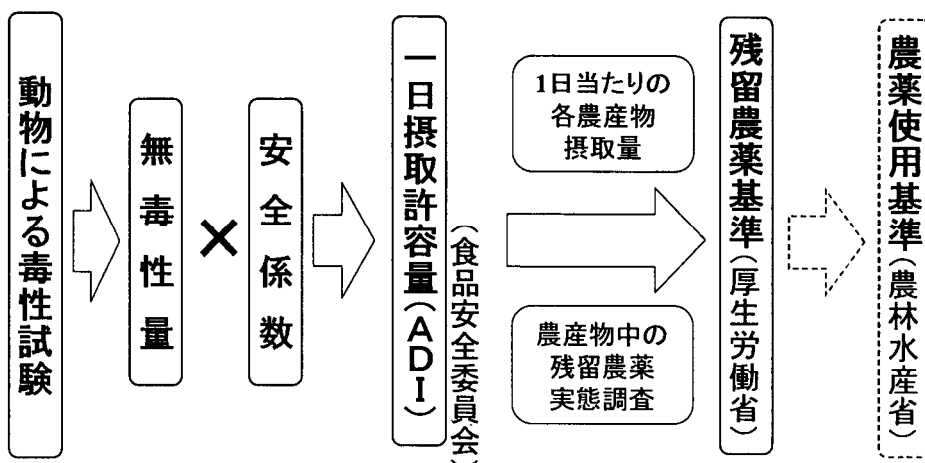 動物による毒性試験
無毒性量
×
安全係数
一日摂取許容量(ADI)
(食品安全委員会)
1日当たりの
各農産物
摂取量
農産物中の
残留農薬
実態調査
残留農薬基準(厚生労働省)
農薬使用基準(農林水産省)